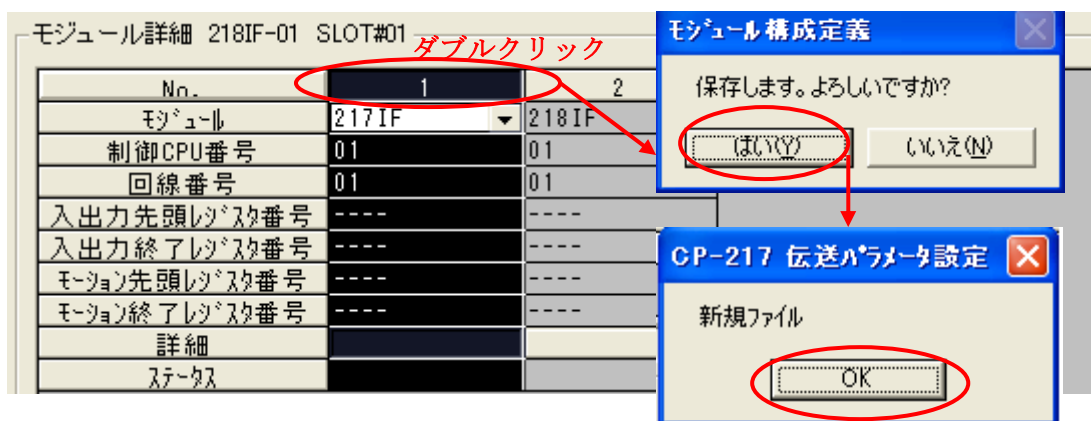 モジュール詳細 218IF-01 SLOT#01
ダブルクリック
No. 1 2
ﾓｼﾞｭｰﾙ 217IF 218IF
制御CPU番号 01 01
回線番号 01 01
入出力先頭ﾚｼﾞｽﾀ番号 ---- ----
入出力終了ﾚｼﾞｽﾀ番号 ---- ----
ﾓｰｼｮﾝ先頭ﾚｼﾞｽﾀ番号 ---- ----
ﾓｰｼｮﾝ終了ﾚｼﾞｽﾀ番号 ---- ----
詳細
ｽﾃｰﾀｽ
ﾓｼﾞｭｰﾙ構成定義
保存します。よろしいですか?
はい(Y) いいえ(N)
CP-217 伝送ﾊﾟﾗﾒｰﾀ設定
新規ﾌｧｲﾙ
OK